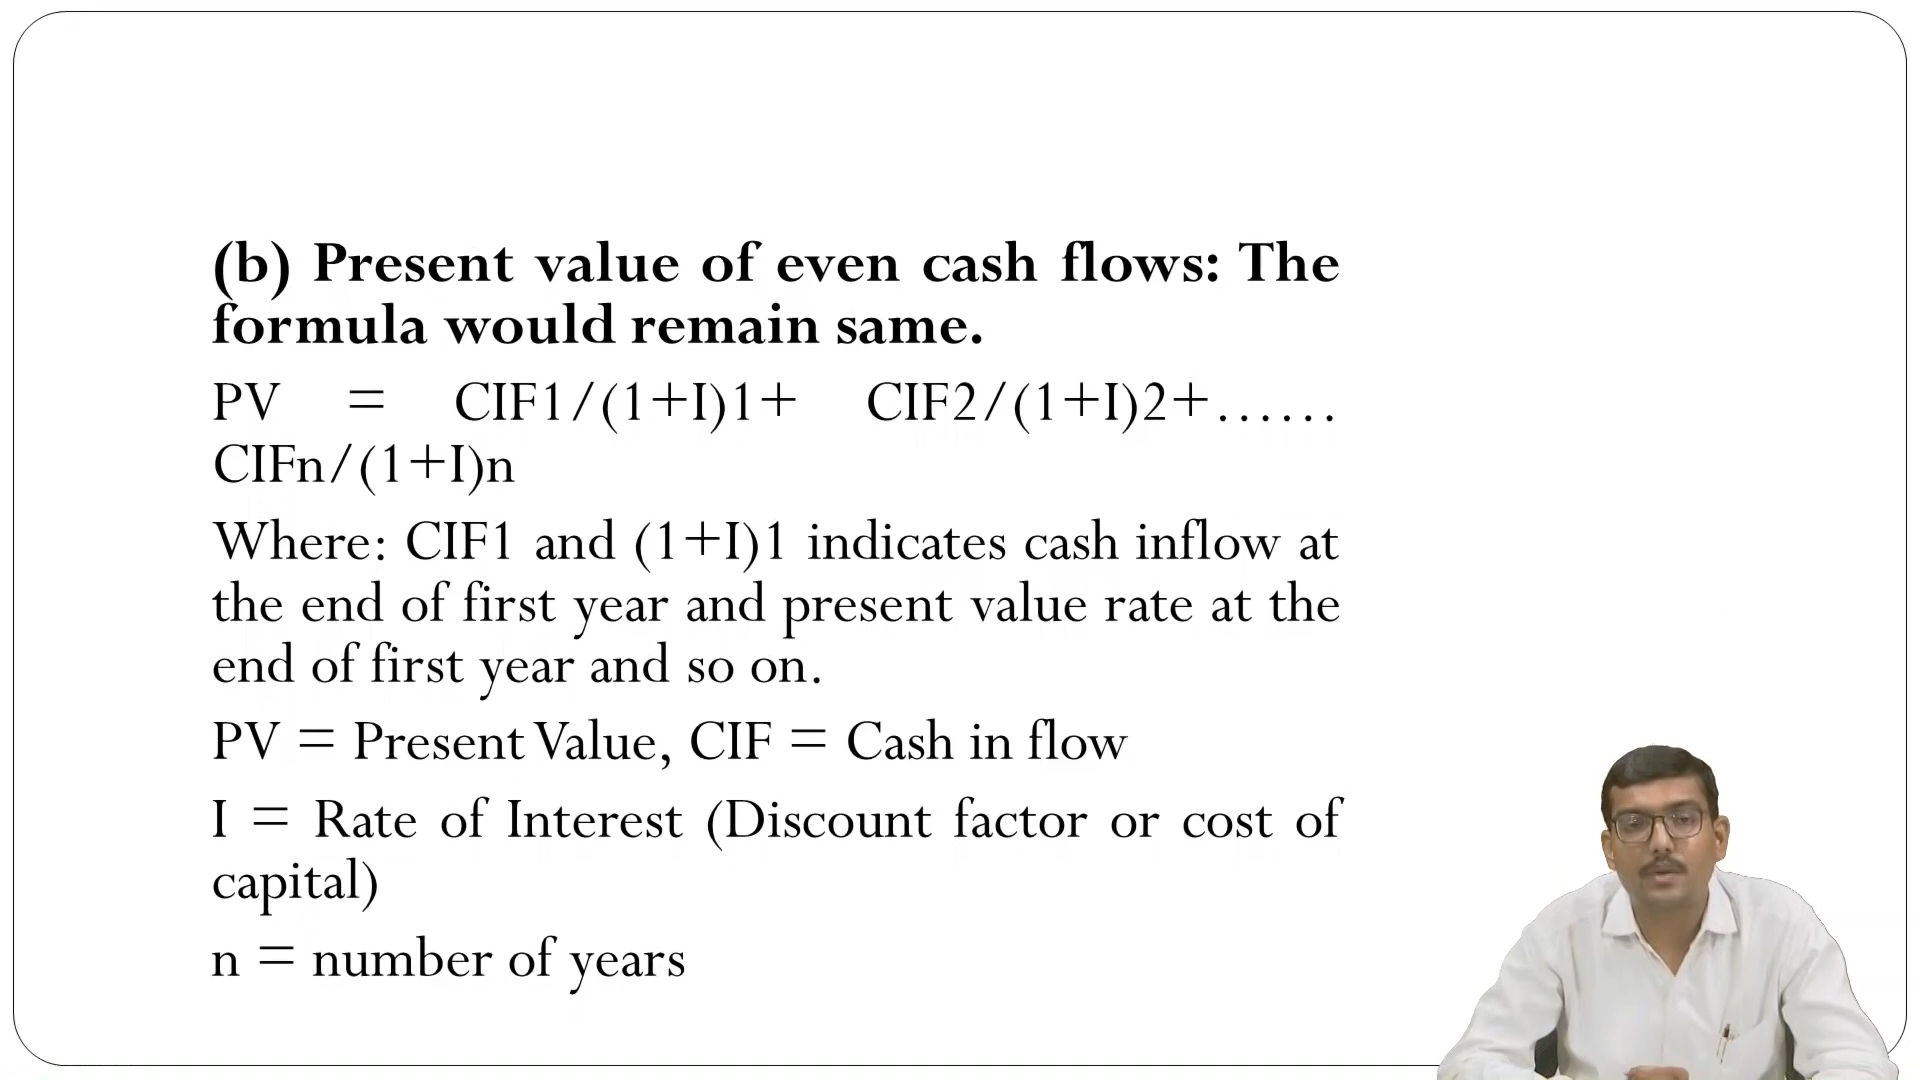 (b) Present value of even cash flows: The
formula would remain same.
PV = CIF1/(1+I)1+ CIF2/(1+I)2+......
CIFn/(1+I)n
Where: CIF1 and (1+I)1 indicates cash inflow at
the end of first year and present value rate at the
end of first year and so on.
PV = Present Value, CIF = Cash in flow
I = Rate of Interest (Discount factor or cost of
capital)
n = number of years